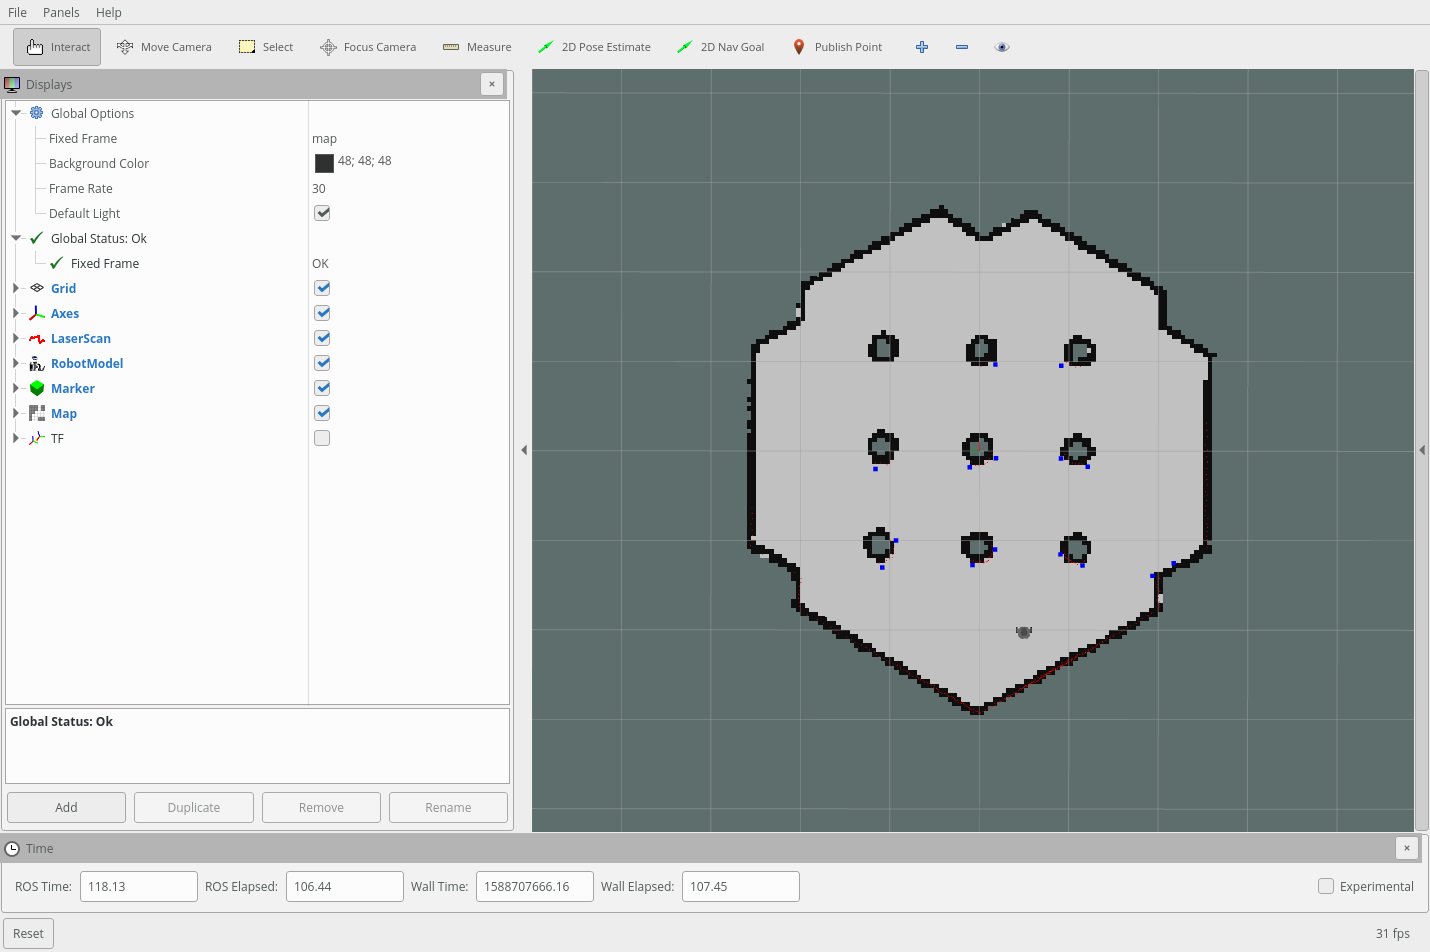 File Panels Help
Interact Move Camera Select Focus Camera Measure 2D Pose Estimate 2D Nav Goal Publish Point
Displays
Global Options
Fixed Frame map
Background Color 48; 48; 48
Frame Rate 30
Default Light
Global Status: Ok
Fixed Frame OK
Grid
Axes
LaserScan
RobotModel
Marker
Map
TF
Global Status: Ok
Add Duplicate Remove Rename
Time
ROS Time: 118.13 ROS Elapsed: 106.44 Wall Time: 1588707666.16 Wall Elapsed: 107.45 Experimental
Reset 31 fps